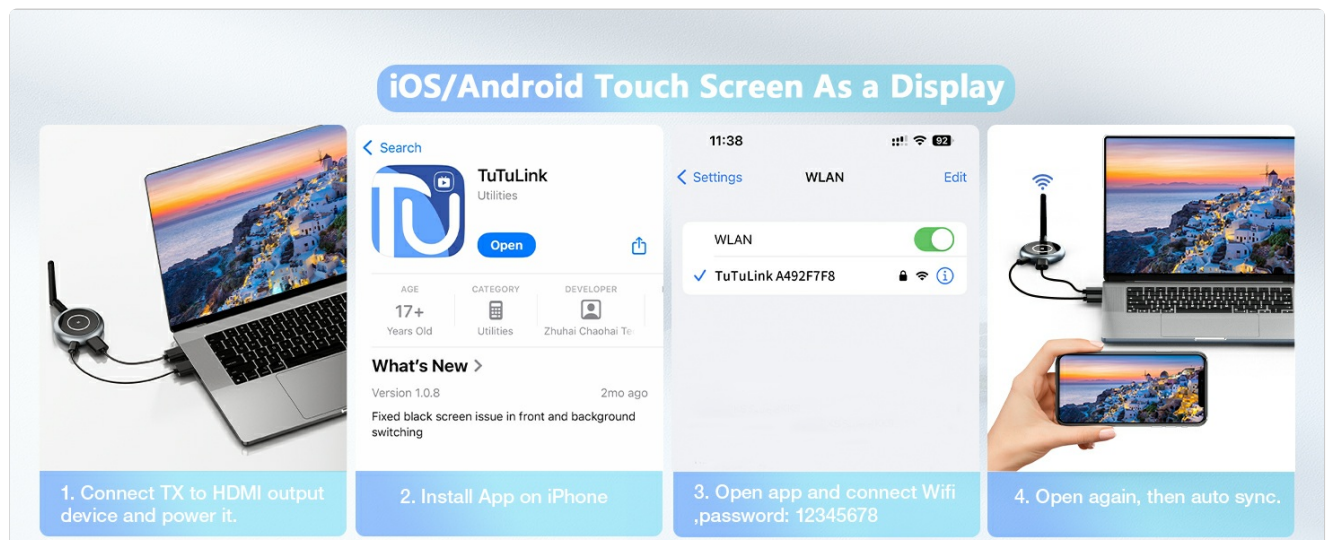 iOS/Android Touch Screen As a Display
Search
TuTuLink
Utilities
Open
AGE
CATEGORY
DEVELOPER
17+
Years Old
Utilities
Zhuhai Chaohai Te
What's New
Version 1.0.8
2mo ago
Fixed black screen issue in front and background
switching
11:38
92
Settings
WLAN
Edit
WLAN
TuTuLink A492F7F8
1. Connect TX to HDMI output
device and power it.
2. Install App on iPhone
3. Open app and connect Wifi
,password: 12345678
4. Open again, then auto sync.